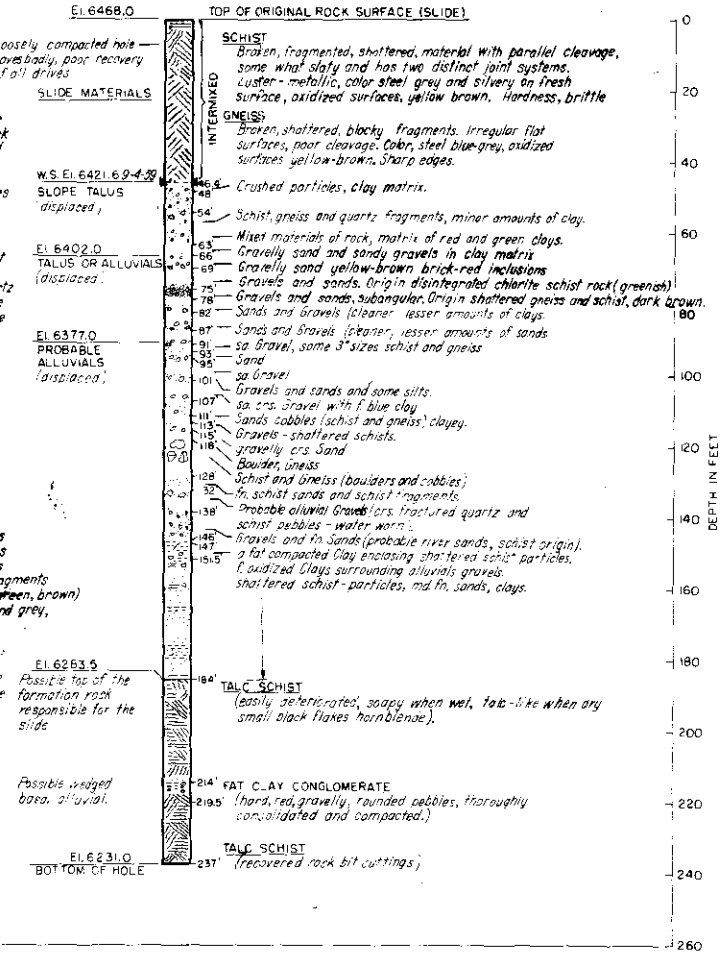 El. 6468.0
TOP OF ORIGINAL ROCK SURFACE (SLIDE)
0
oosely compacted hole
aves badly, poor recovery
f all drives
SLIDE MATERIALS
INTERMIXED
SCHIST
Broken, fragmented, shattered, material with parallel cleavage,
some what slaty and has two distinct joint systems.
Luster - metallic, color steel grey and silvery on fresh
surface, oxidized surfaces, yellow brown. Hardness, brittle
20
GNEISS
Broken, shattered, blocky fragments. Irregular flat
surfaces, poor cleavage. Color, steel blue-grey, oxidized
surfaces yellow-brown. Sharp edges.
40
W.S. El. 6421.6 9-4-59
SLOPE TALUS
(displaced)
46.4'
48' Crushed particles, clay matrix.
54' Schist, gneiss and quartz fragments, minor amounts of clay.
60
63' Mixed materials of rock, matrix of red and green clays.
El. 6402.0
TALUS OR ALLUVIALS
(displaced)
66' Gravelly sand and sandy gravels in clay matrix
69' Gravelly sand yellow-brown brick-red inclusions
75' Gravels and sands. Origin disintegrated chlorite schist rock (greenish)
78' Gravels and sands, subangular. Origin shattered gneiss and schist, dark brown.
80
82' Sands and Gravels (cleaner lesser amounts of clays.
87' Sands and Gravels (cleaner, lesser amounts of sands
El. 6377.0
PROBABLE
ALLUVIALS
(displaced)
91' sa. Gravel, some 3" sizes schist and gneiss
93' Sand
95' sa. Gravel
100
101' Gravels and sands and some silts.
107' sa. crs. Gravel with f. blue clay
111' Sands cobbles (schist and gneiss) clayey.
113' Gravels - shattered schists.
115' gravelly crs. Sand
118' Boulder, Gneiss
120
DEPTH IN FEET
128' Schist and Gneiss (boulders and cobbles)
32' fn. schist sands and schist fragments.
138' Probable alluvial Gravels (crs. fractured quartz and
schist pebbles - water worn).
140
146' Gravels and fn. Sands (probable river sands, schist origin).
147' a fat compacted Clay enclosing shattered schist particles.
151.5' f. oxidized Clays surrounding alluvials gravels.
shattered schist - particles, md. fn. sands, clays.
agments
reen, brown)
nd grey,
160
180
El. 6283.5
Possible top of the
formation rock
responsible for the
slide
184' TALC SCHIST
(easily deteriorated, soapy when wet, talc-like when dry
small black flakes hornblende).
200
Possible wedged
basal alluvial.
214' FAT CLAY CONGLOMERATE
219.5' (hard, red, gravelly, rounded pebbles, thoroughly
consolidated and compacted.)
220
El. 6231.0
BOTTOM OF HOLE
237' TALC SCHIST
(recovered rock bit cuttings)
240
260